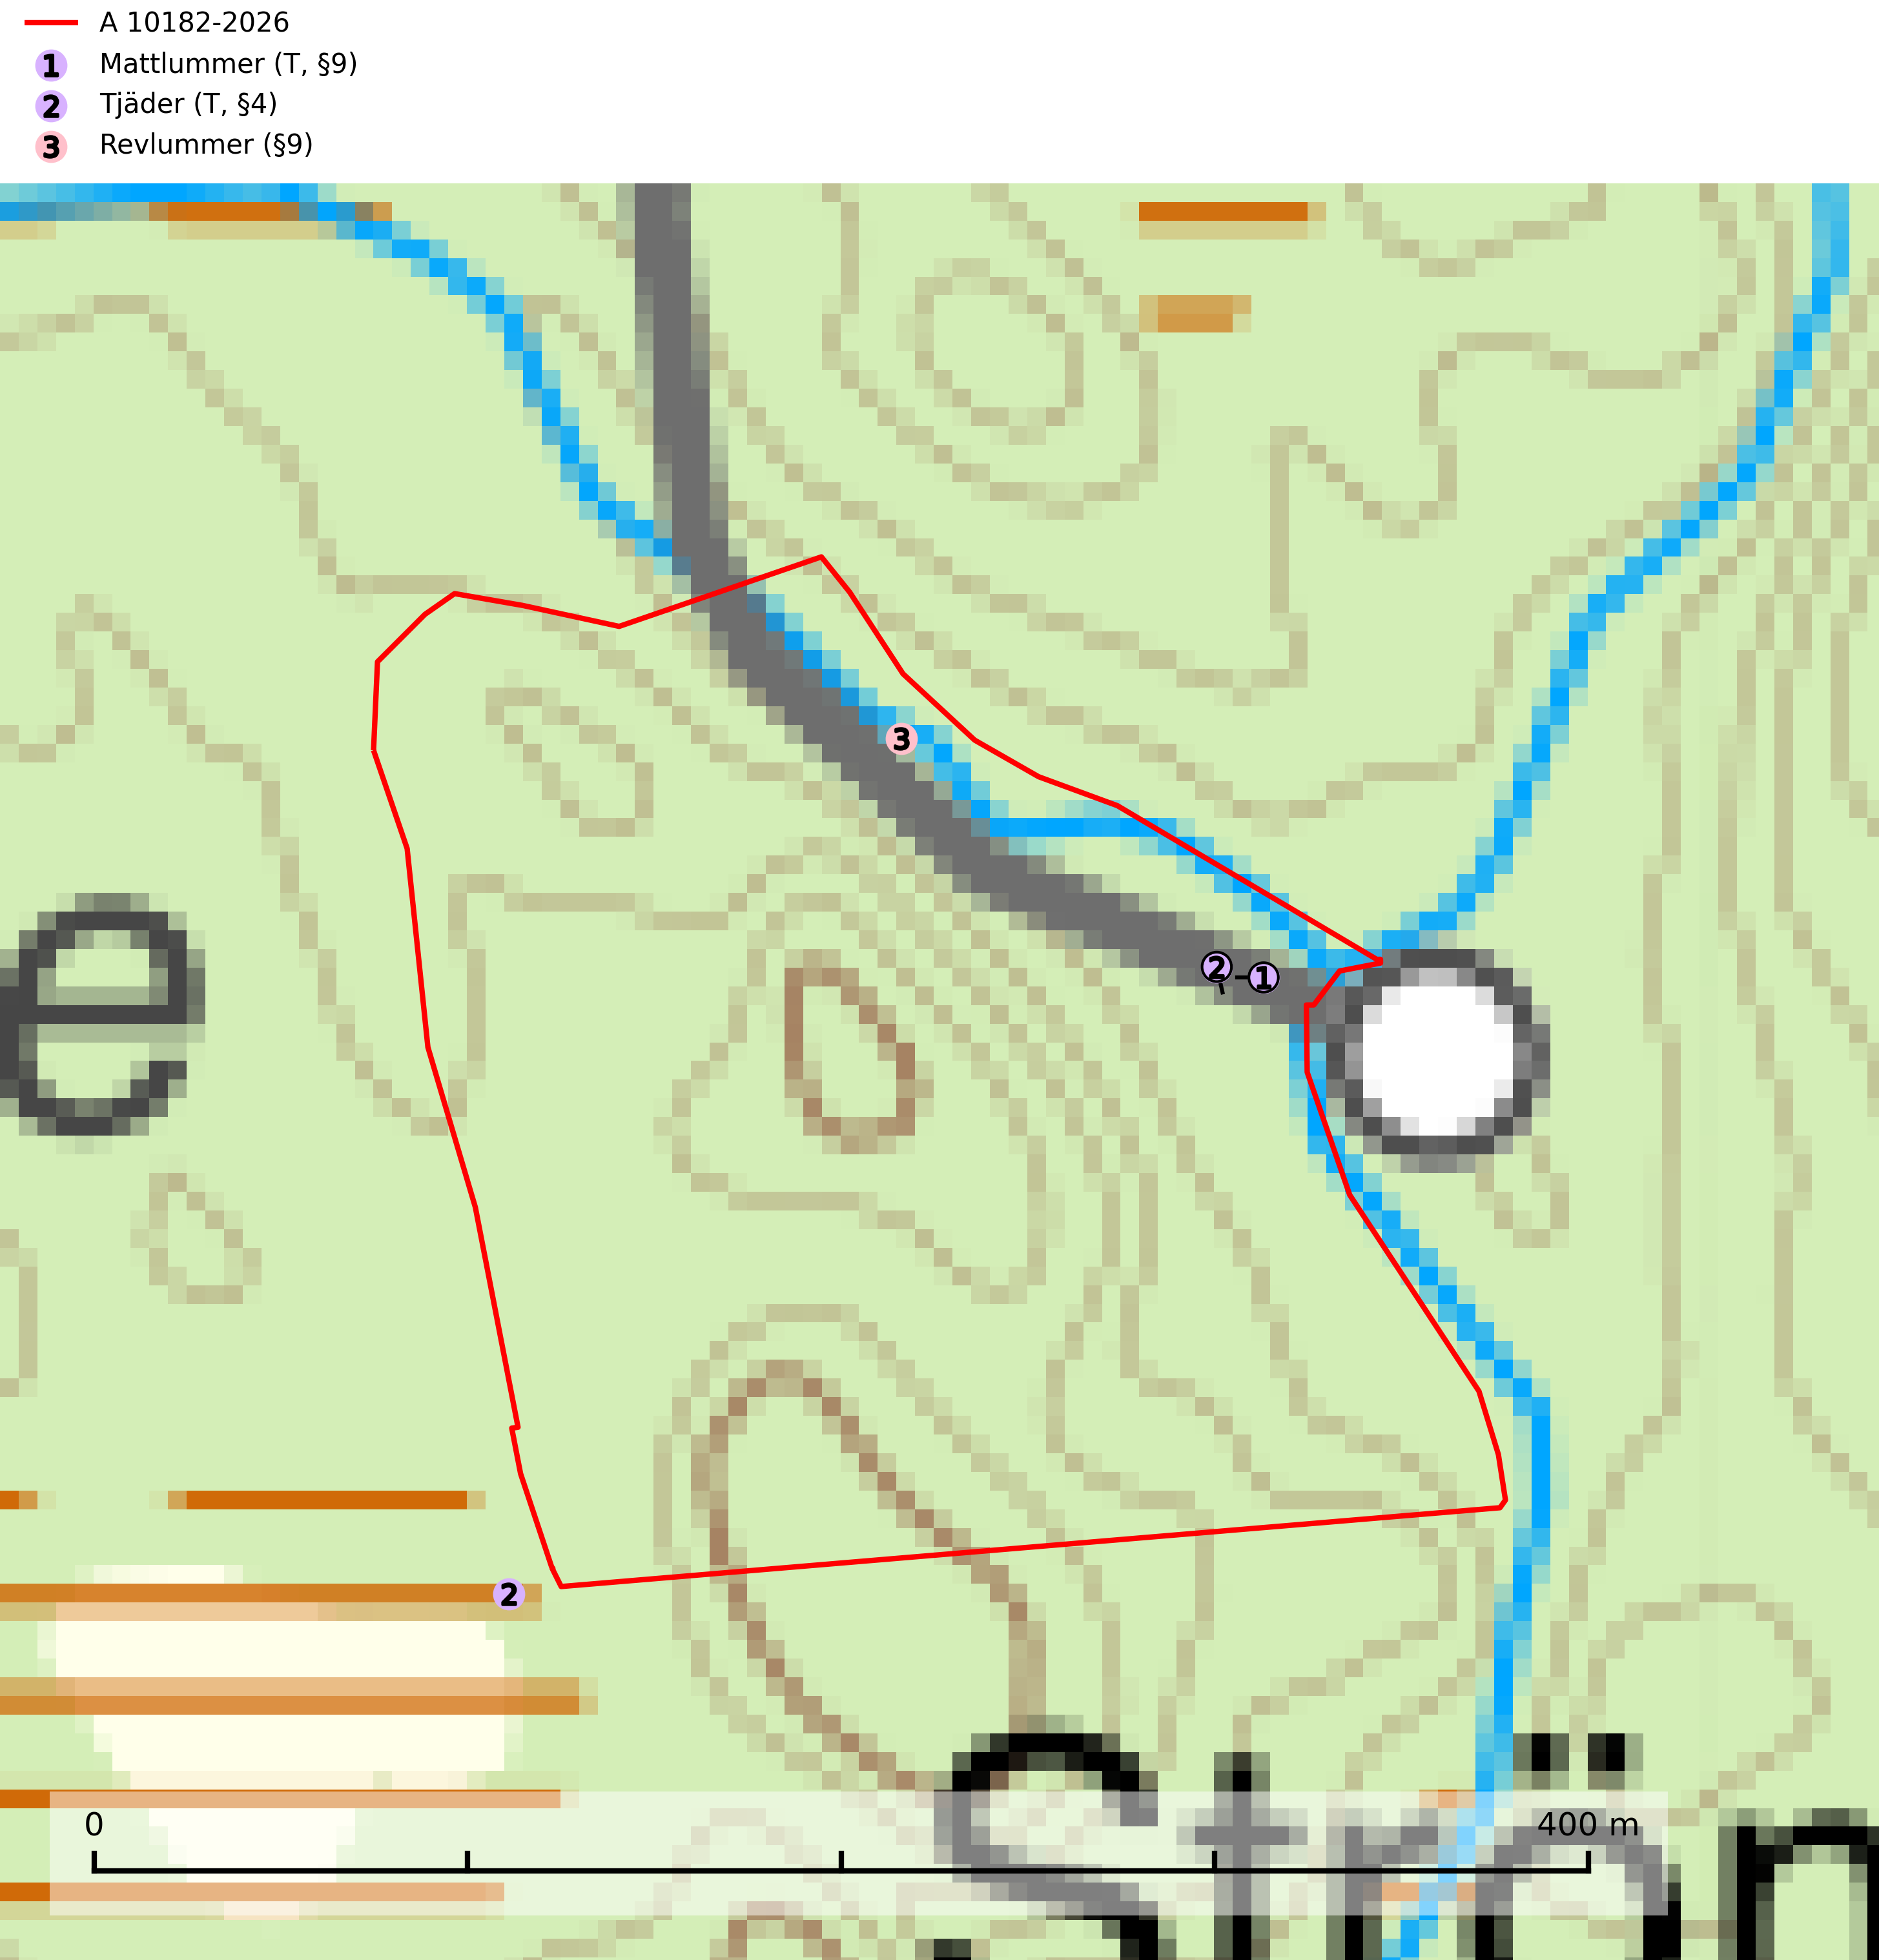 A 10182-2026
1 Mattlummer (T, §9)
2 Tjäder (T, §4)
3 Revlummer (§9)
3
2 1
e
2
0 400 m